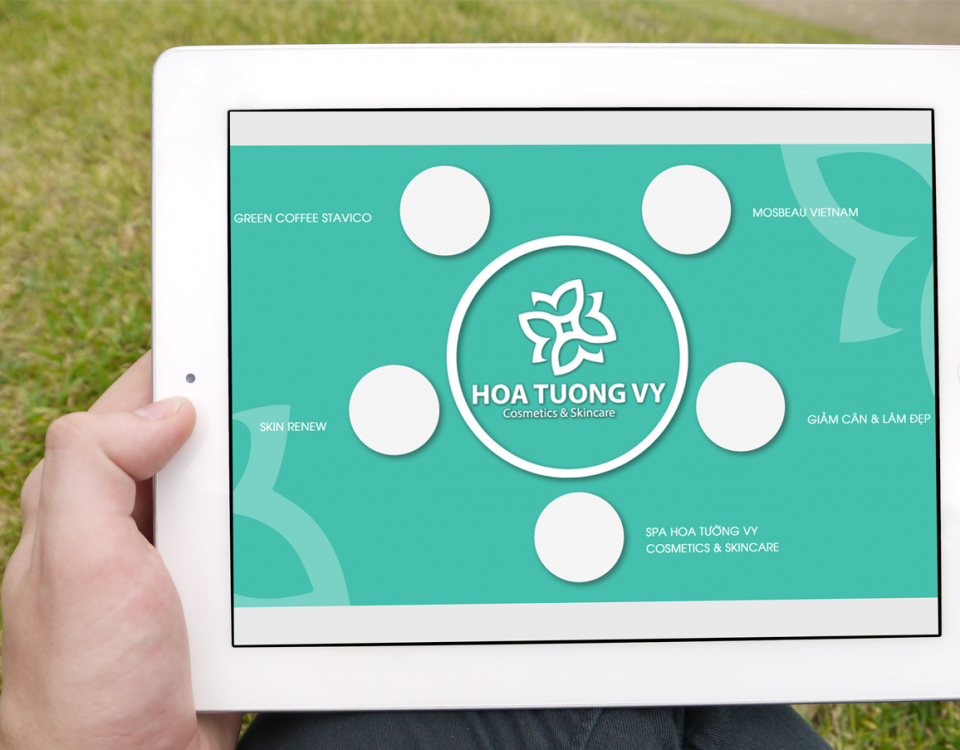 GREEN COFFEE STAVICO
MOSBEAU VIETNAM
HOA TUONG VY
Cosmetics & Skincare
SKIN RENEW
GIẢM CÂN & LÀM ĐẸP
SPA HOA TƯỜNG VY
COSMETICS & SKINCARE